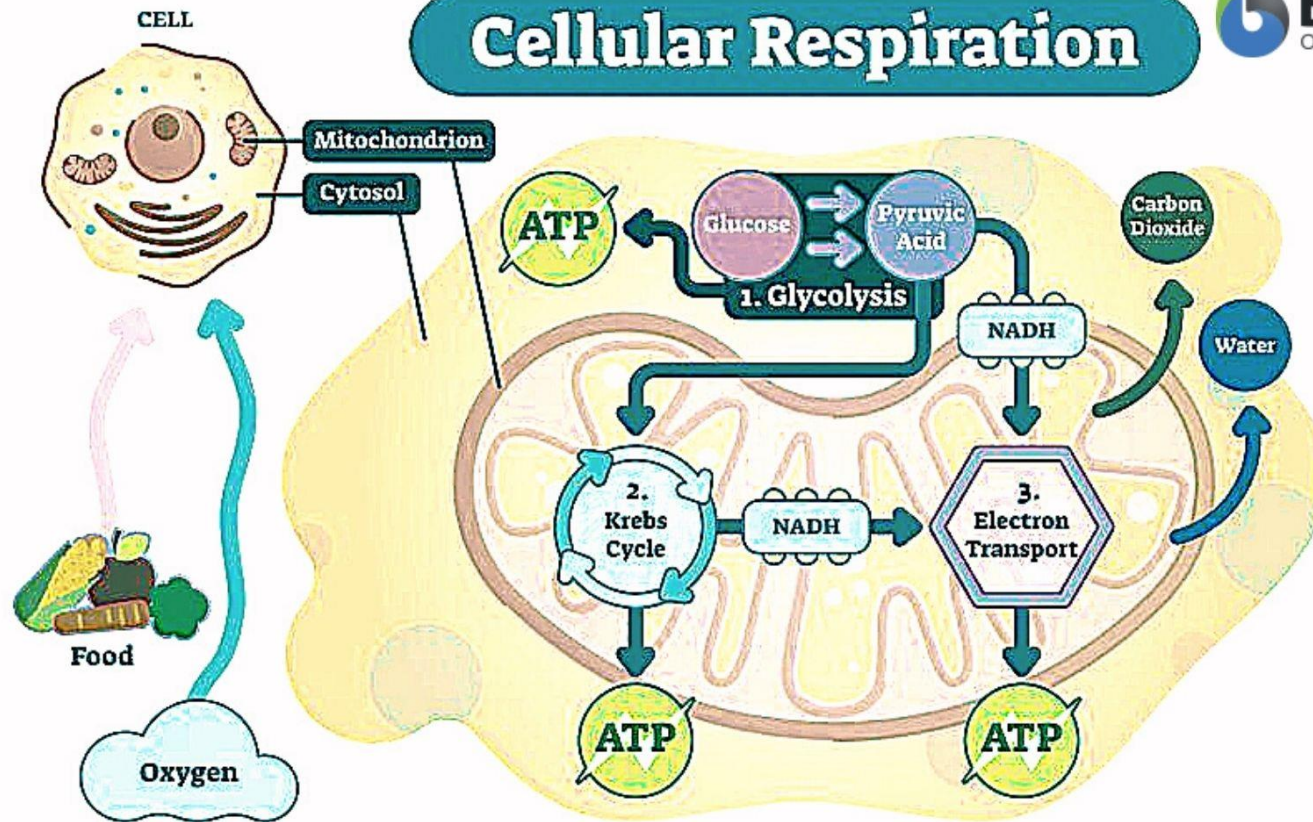 Cellular Respiration
CELL
Mitochondrion
Cytosol
ATP
Glucose
Pyruvic
Acid
1. Glycolysis
Carbon
Dioxide
NADH
Water
2.
Krebs
Cycle
NADH
3.
Electron
Transport
Food
ATP
ATP
Oxygen